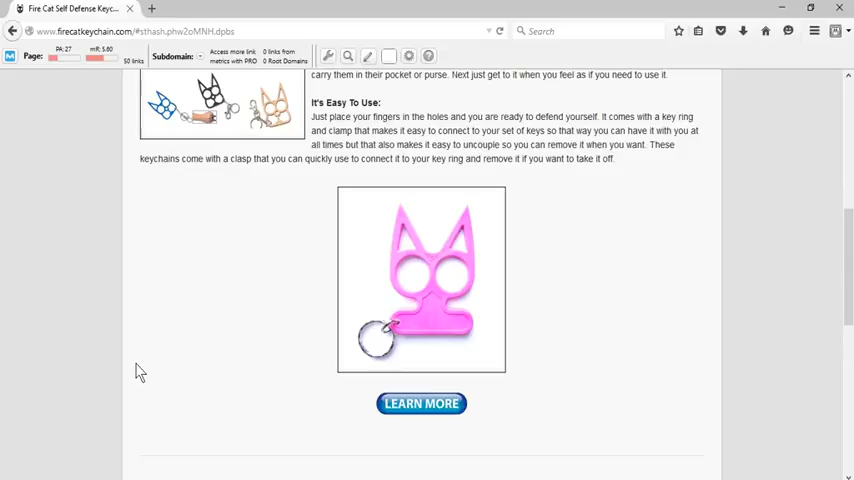 Fire Cat Self Defense Keyc...
www.firecatkeychain.com/#sthash.phw2oMNH.dpbs
Search
PA: 27
mR: 5.60
Page:
50 links
Subdomain:
Access more link
metrics with PRO
0 links from
0 Root Domains
carry them in their pocket or purse. Next just get to it when you feel as if you need to use it.
It's Easy To Use:
Just place your fingers in the holes and you are ready to defend yourself. It comes with a key ring
and clamp that makes it easy to connect to your set of keys so that way you can have it with you at
all times but that also makes it easy to uncouple so you can remove it when you want. These
keychains come with a clasp that you can quickly use to connect it to your key ring and remove it if you want to take it off.
LEARN MORE